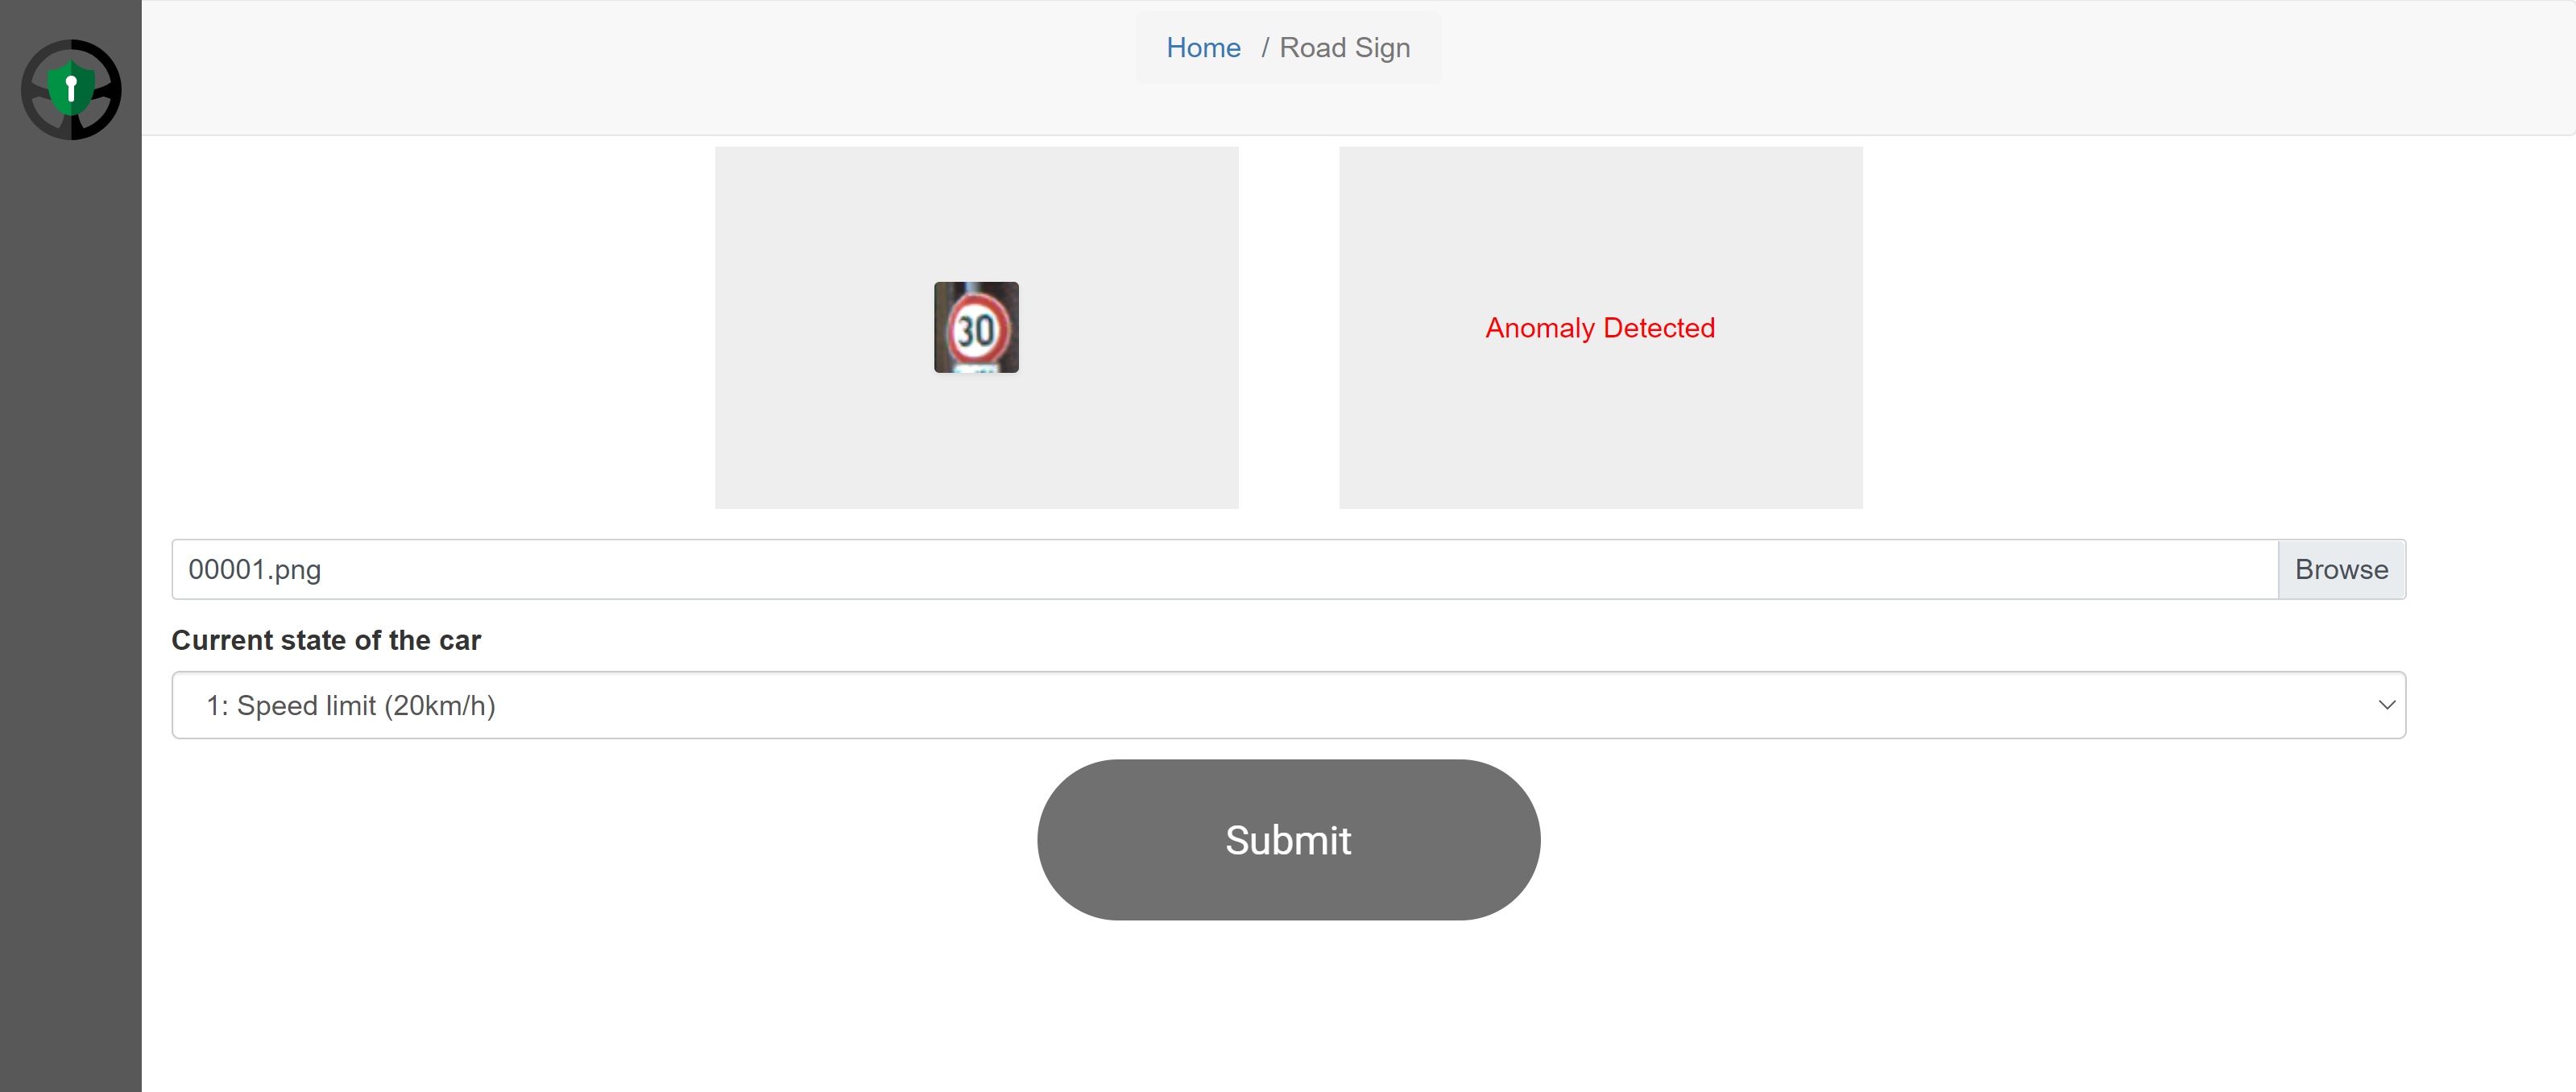 Home / Road Sign
30
Anomaly Detected
00001.png
Browse
Current state of the car
1: Speed limit (20km/h)
Submit